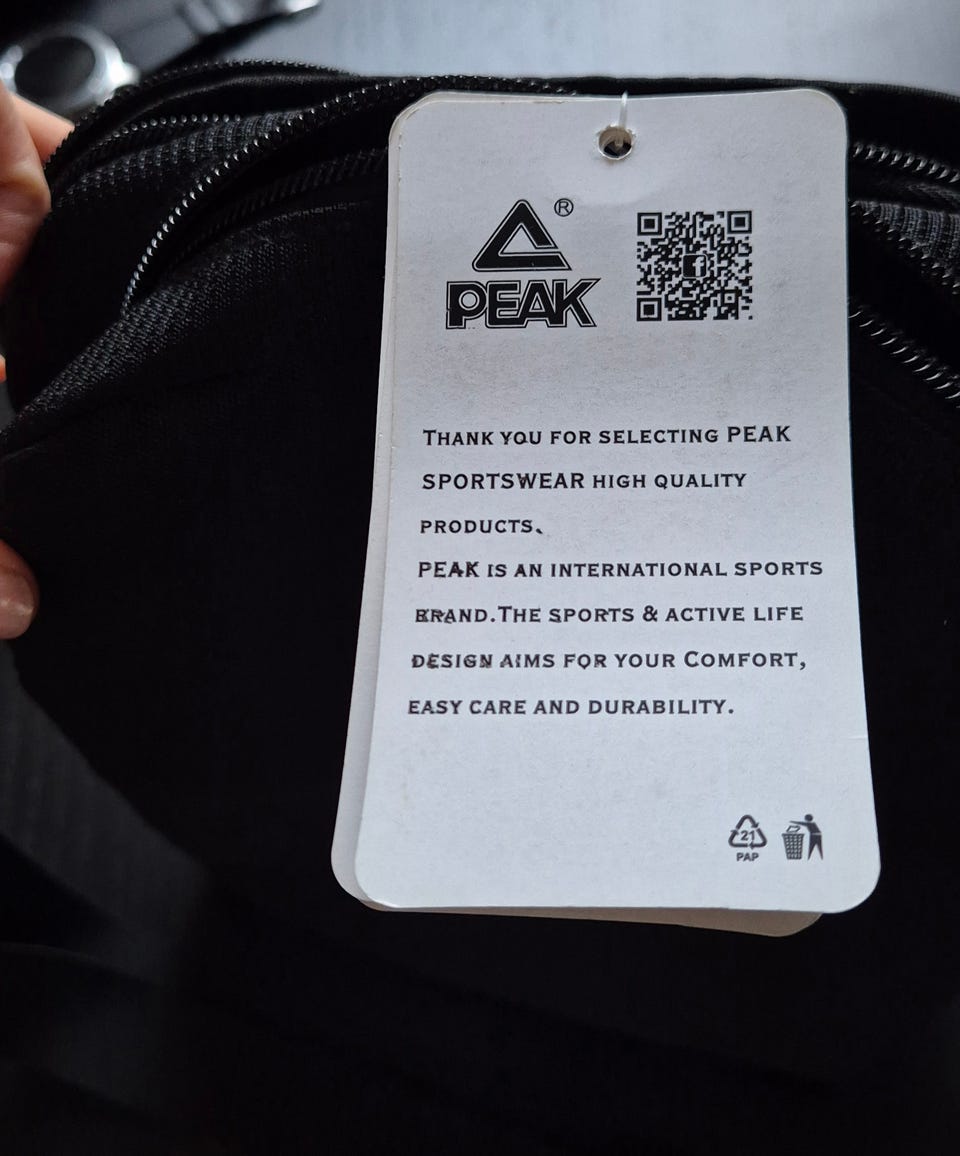 ®
PEAK
THANK YOU FOR SELECTING PEAK
SPORTSWEAR HIGH QUALITY
PRODUCTS、
PEAK IS AN INTERNATIONAL SPORTS
BRAND.THE SPORTS & ACTIVE LIFE
DESIGN AIMS FOR YOUR COMFORT,
EASY CARE AND DURABILITY.
21
PAP